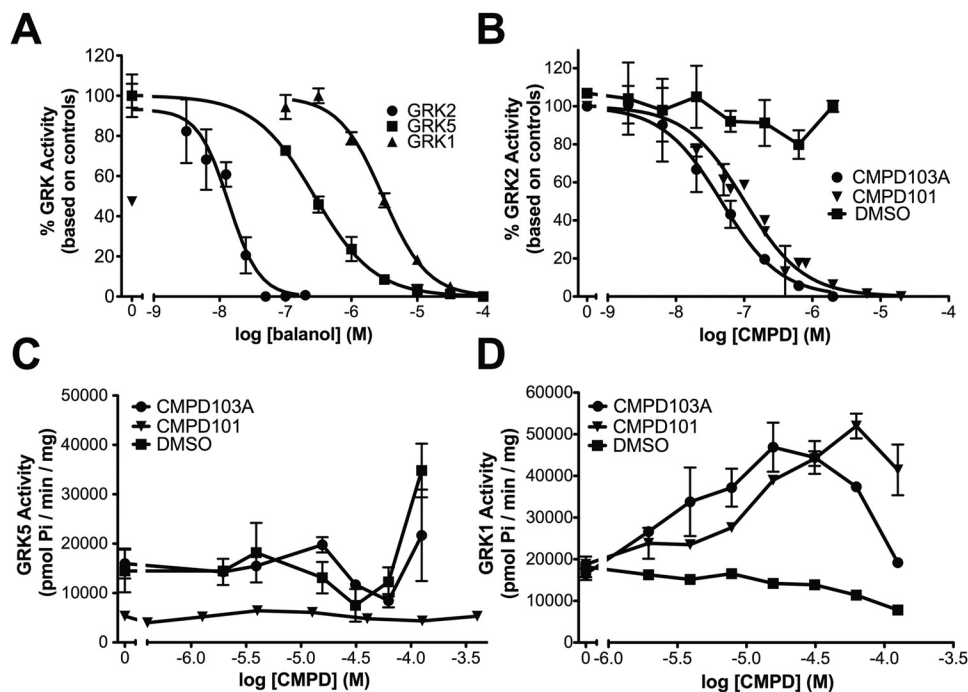 A
% GRK Activity
(based on controls)
120
100
80
60
40
20
0
GRK2
GRK5
GRK1
0 -9 -8 -7 -6 -5 -4
log [balanol] (M)
B
% GRK2 Activity
(based on controls)
120
100
80
60
40
20
0
CMPD103A
CMPD101
DMSO
0 -9 -8 -7 -6 -5 -4
log [CMPD] (M)
C
GRK5 Activity
(pmol Pi / min / mg)
50000
40000
30000
20000
10000
0
CMPD103A
CMPD101
DMSO
0 -6.0 -5.5 -5.0 -4.5 -4.0 -3.5
log [CMPD] (M)
D
GRK1 Activity
(pmol Pi / min / mg)
60000
50000
40000
30000
20000
10000
0
CMPD103A
CMPD101
DMSO
0 -6.0 -5.5 -5.0 -4.5 -4.0 -3.5
log [CMPD] (M)